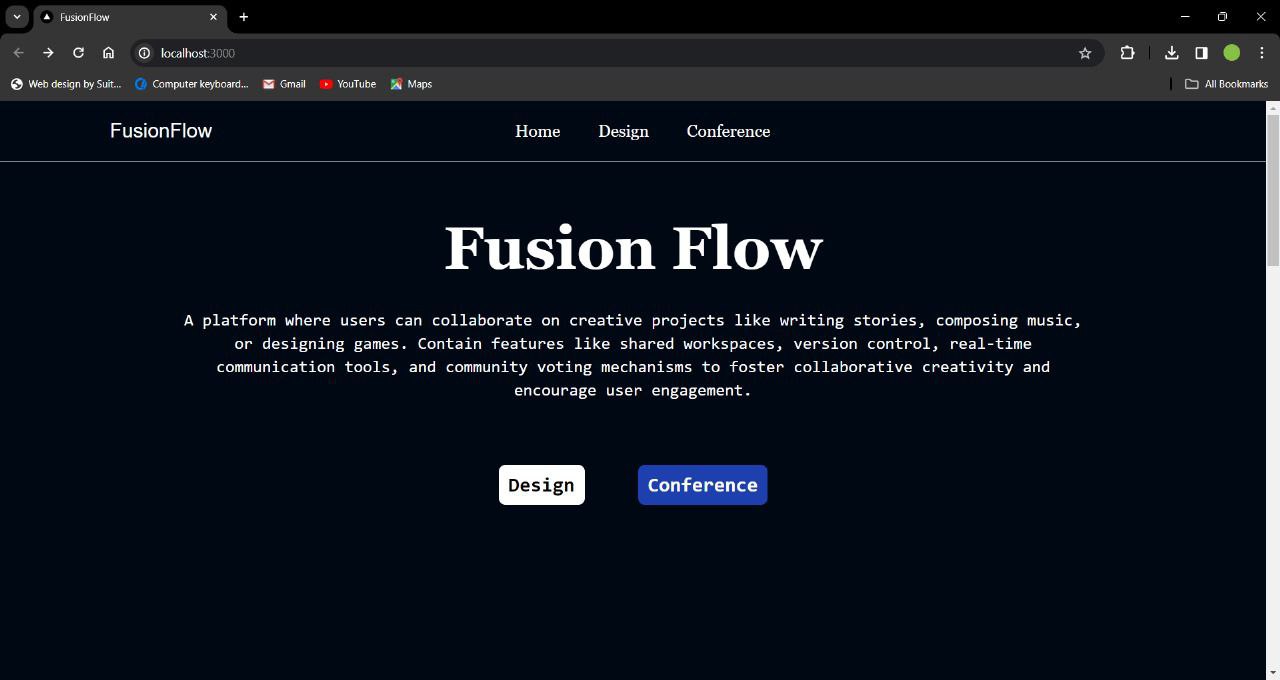 FusionFlow
localhost:3000
Web design by Suit...
Computer keyboard...
Gmail
YouTube
Maps
All Bookmarks
FusionFlow
Home
Design
Conference
Fusion Flow
A platform where users can collaborate on creative projects like writing stories, composing music,
or designing games. Contain features like shared workspaces, version control, real-time
communication tools, and community voting mechanisms to foster collaborative creativity and
encourage user engagement.
Design
Conference